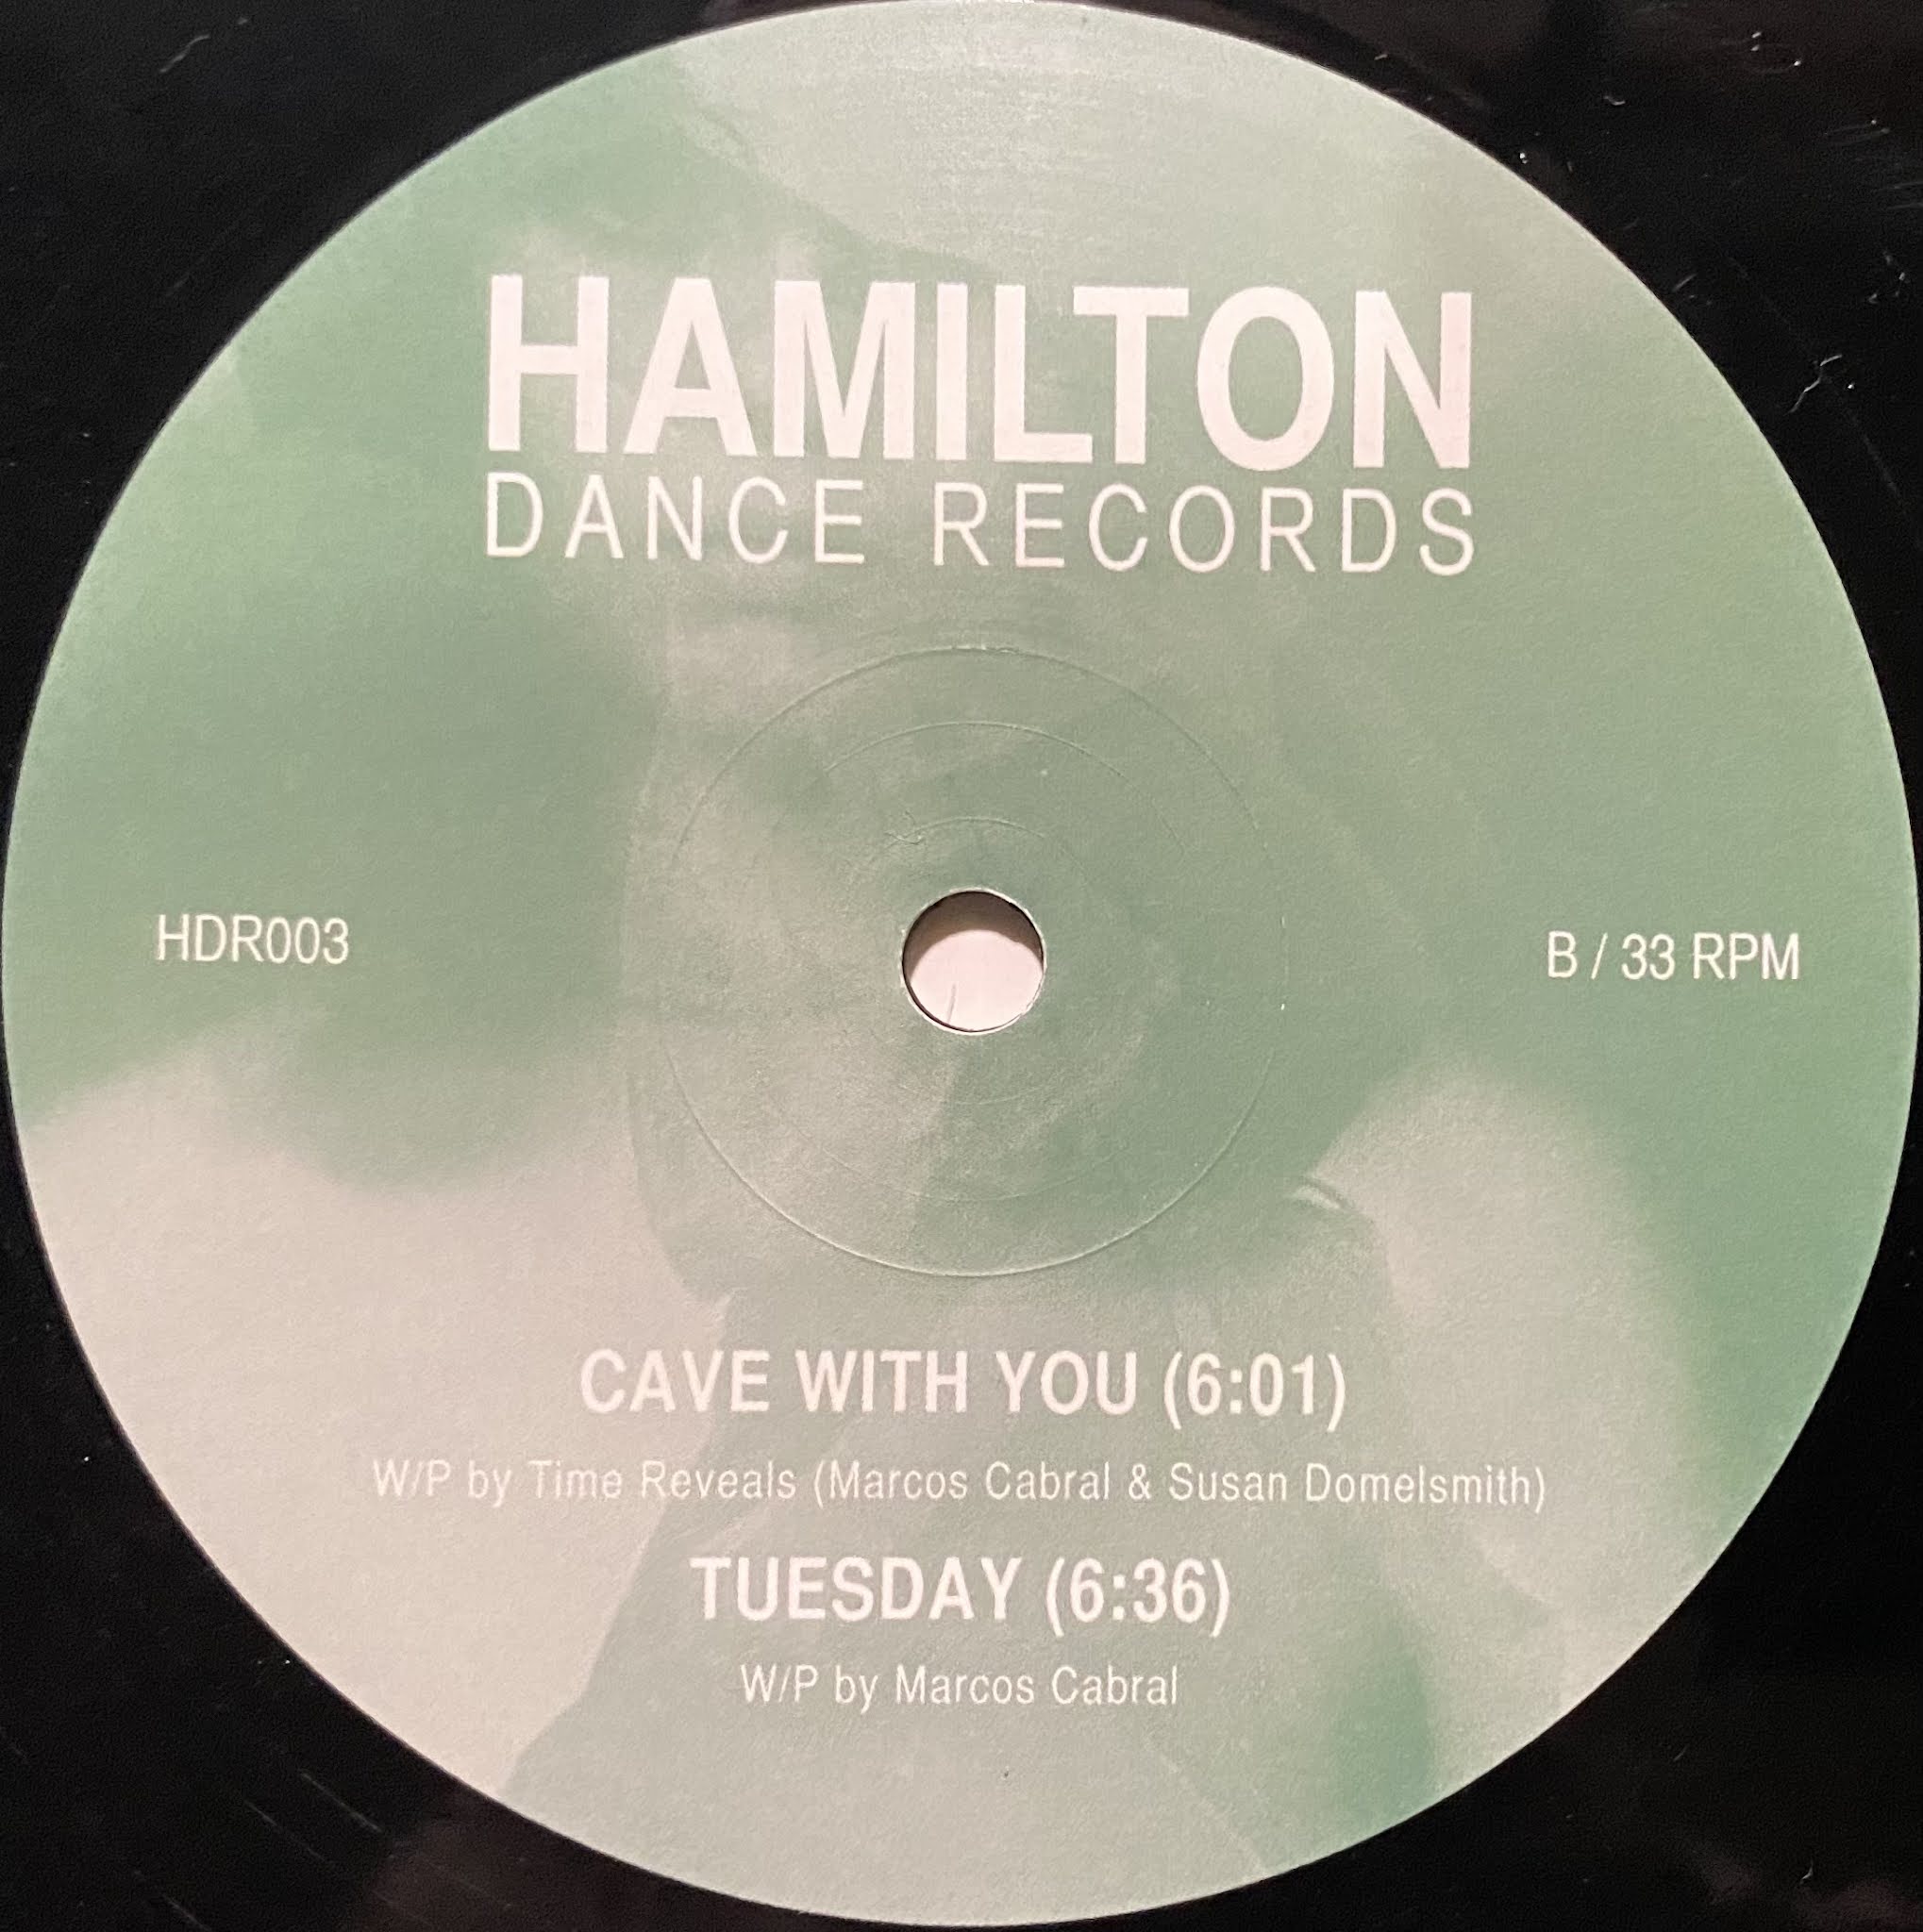 HAMILTON
DANCE RECORDS
HDR003
B / 33 RPM
CAVE WITH YOU (6:01)
W/P by Time Reveals (Marcos Cabral & Susan Domelsmith)
TUESDAY (6:36)
W/P by Marcos Cabral